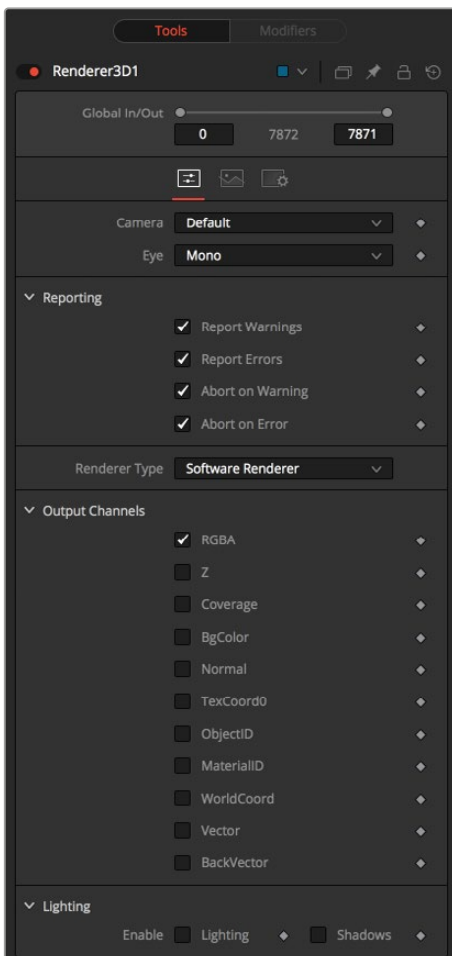 Tools Modifiers
Renderer3D1
Global In/Out
0 7872 7871
Camera Default
Eye Mono
Reporting
Report Warnings
Report Errors
Abort on Warning
Abort on Error
Renderer Type Software Renderer
Output Channels
RGBA
Z
Coverage
BgColor
Normal
TexCoord0
ObjectID
MaterialID
WorldCoord
Vector
BackVector
Lighting
Enable Lighting Shadows